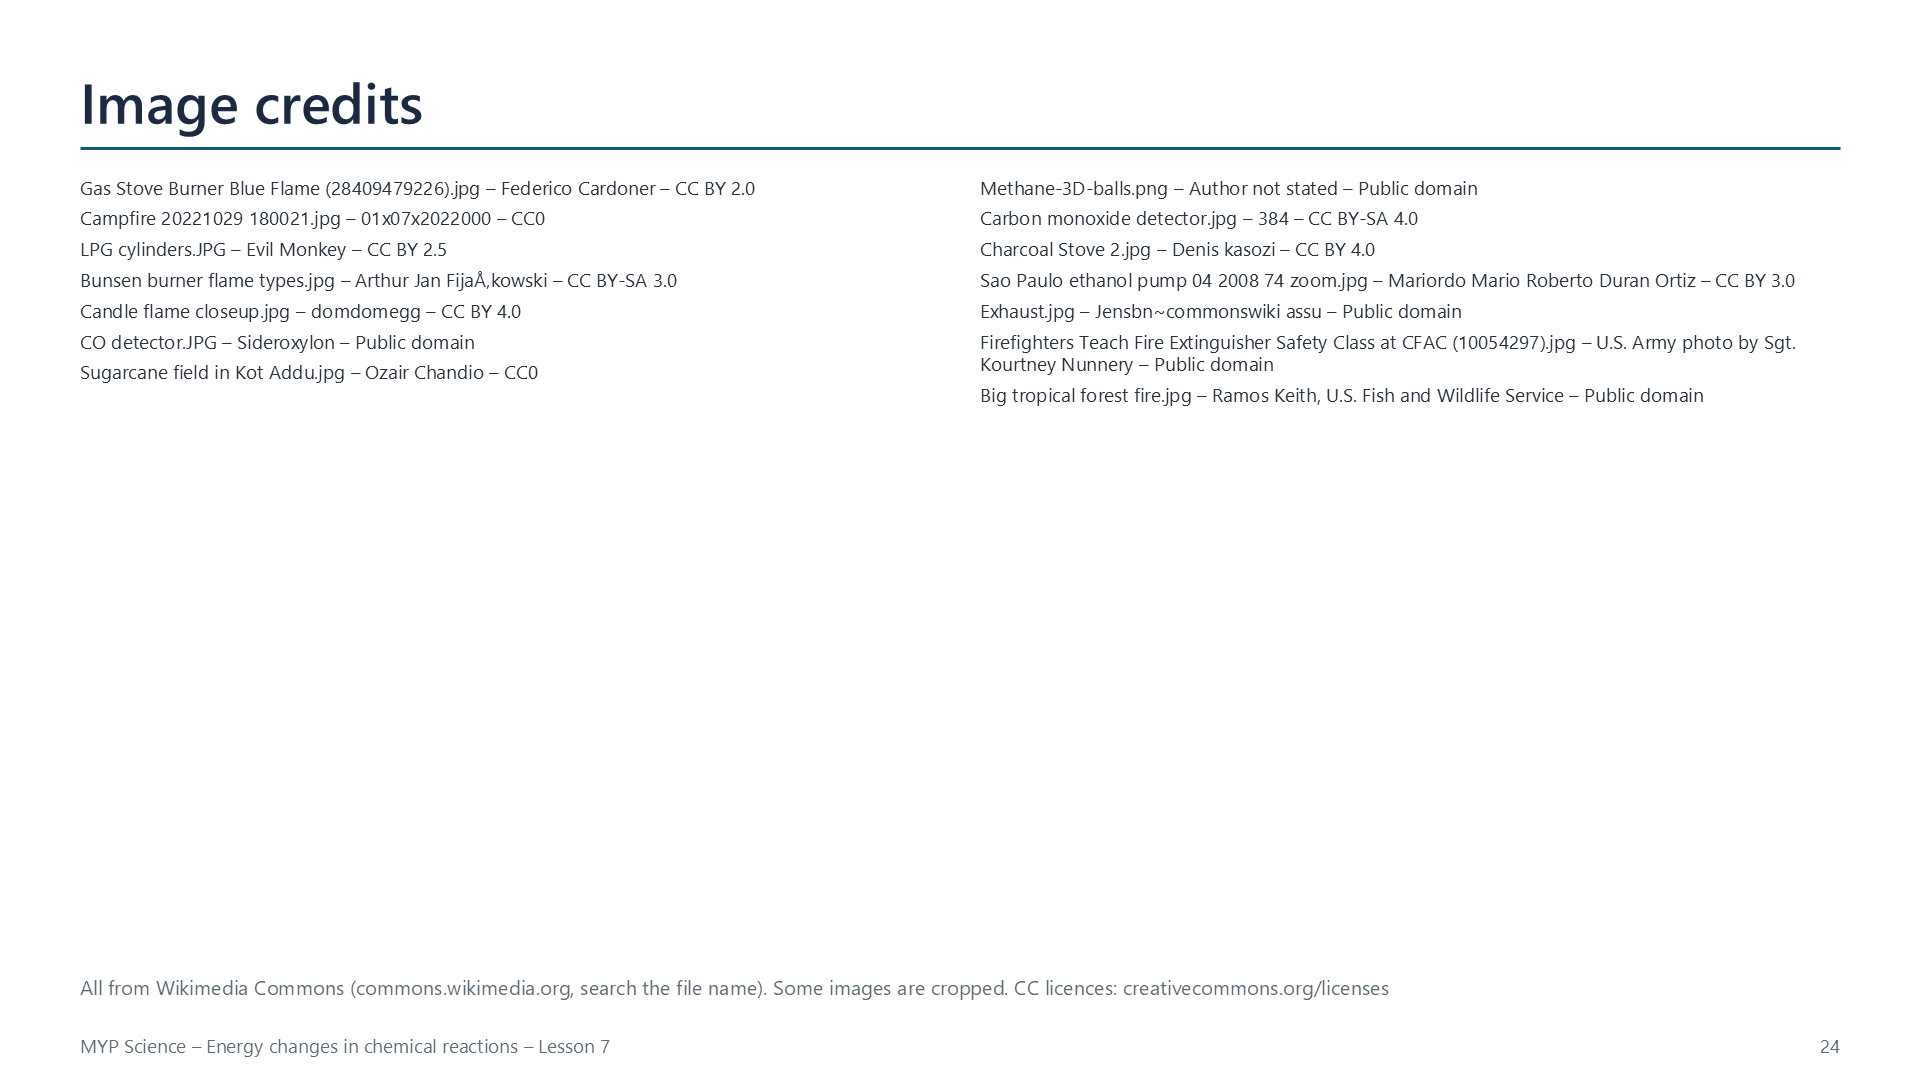 Image credits
Gas Stove Burner Blue Flame (28409479226).jpg – Federico Cardoner – CC BY 2.0
Campfire 20221029 180021.jpg – 01x07x2022000 – CC0
LPG cylinders.JPG – Evil Monkey – CC BY 2.5
Bunsen burner flame types.jpg – Arthur Jan FijaÅ‚kowski – CC BY-SA 3.0
Candle flame closeup.jpg – domdomegg – CC BY 4.0
CO detector.JPG – Sideroxylon – Public domain
Sugarcane field in Kot Addu.jpg – Ozair Chandio – CC0
Methane-3D-balls.png – Author not stated – Public domain
Carbon monoxide detector.jpg – 384 – CC BY-SA 4.0
Charcoal Stove 2.jpg – Denis kasozi – CC BY 4.0
Sao Paulo ethanol pump 04 2008 74 zoom.jpg – Mariordo Mario Roberto Duran Ortiz – CC BY 3.0
Exhaust.jpg – Jensbn~commonswiki assu – Public domain
Firefighters Teach Fire Extinguisher Safety Class at CFAC (10054297).jpg – U.S. Army photo by Sgt.
Kourtney Nunnery – Public domain
Big tropical forest fire.jpg – Ramos Keith, U.S. Fish and Wildlife Service – Public domain
All from Wikimedia Commons (commons.wikimedia.org, search the file name). Some images are cropped. CC licences: creativecommons.org/licenses
MYP Science – Energy changes in chemical reactions – Lesson 7
24